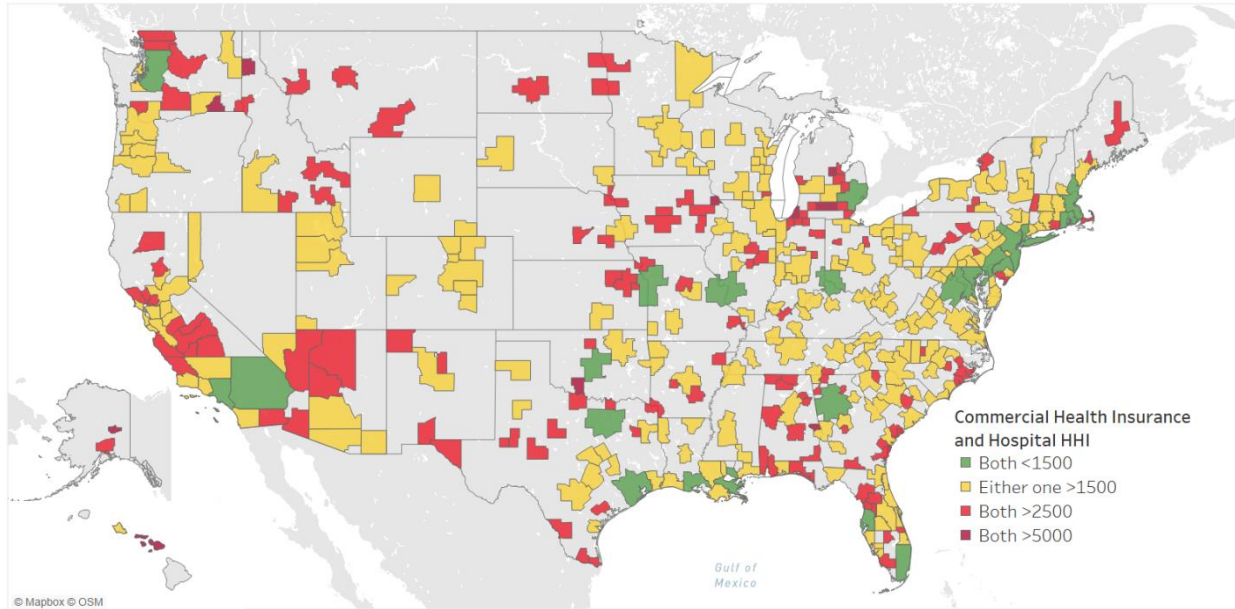 Commercial Health Insurance
and Hospital HHI
Both <1500
Either one >1500
Both >2500
Both >5000
Gulf of
Mexico
© Mapbox © OSM